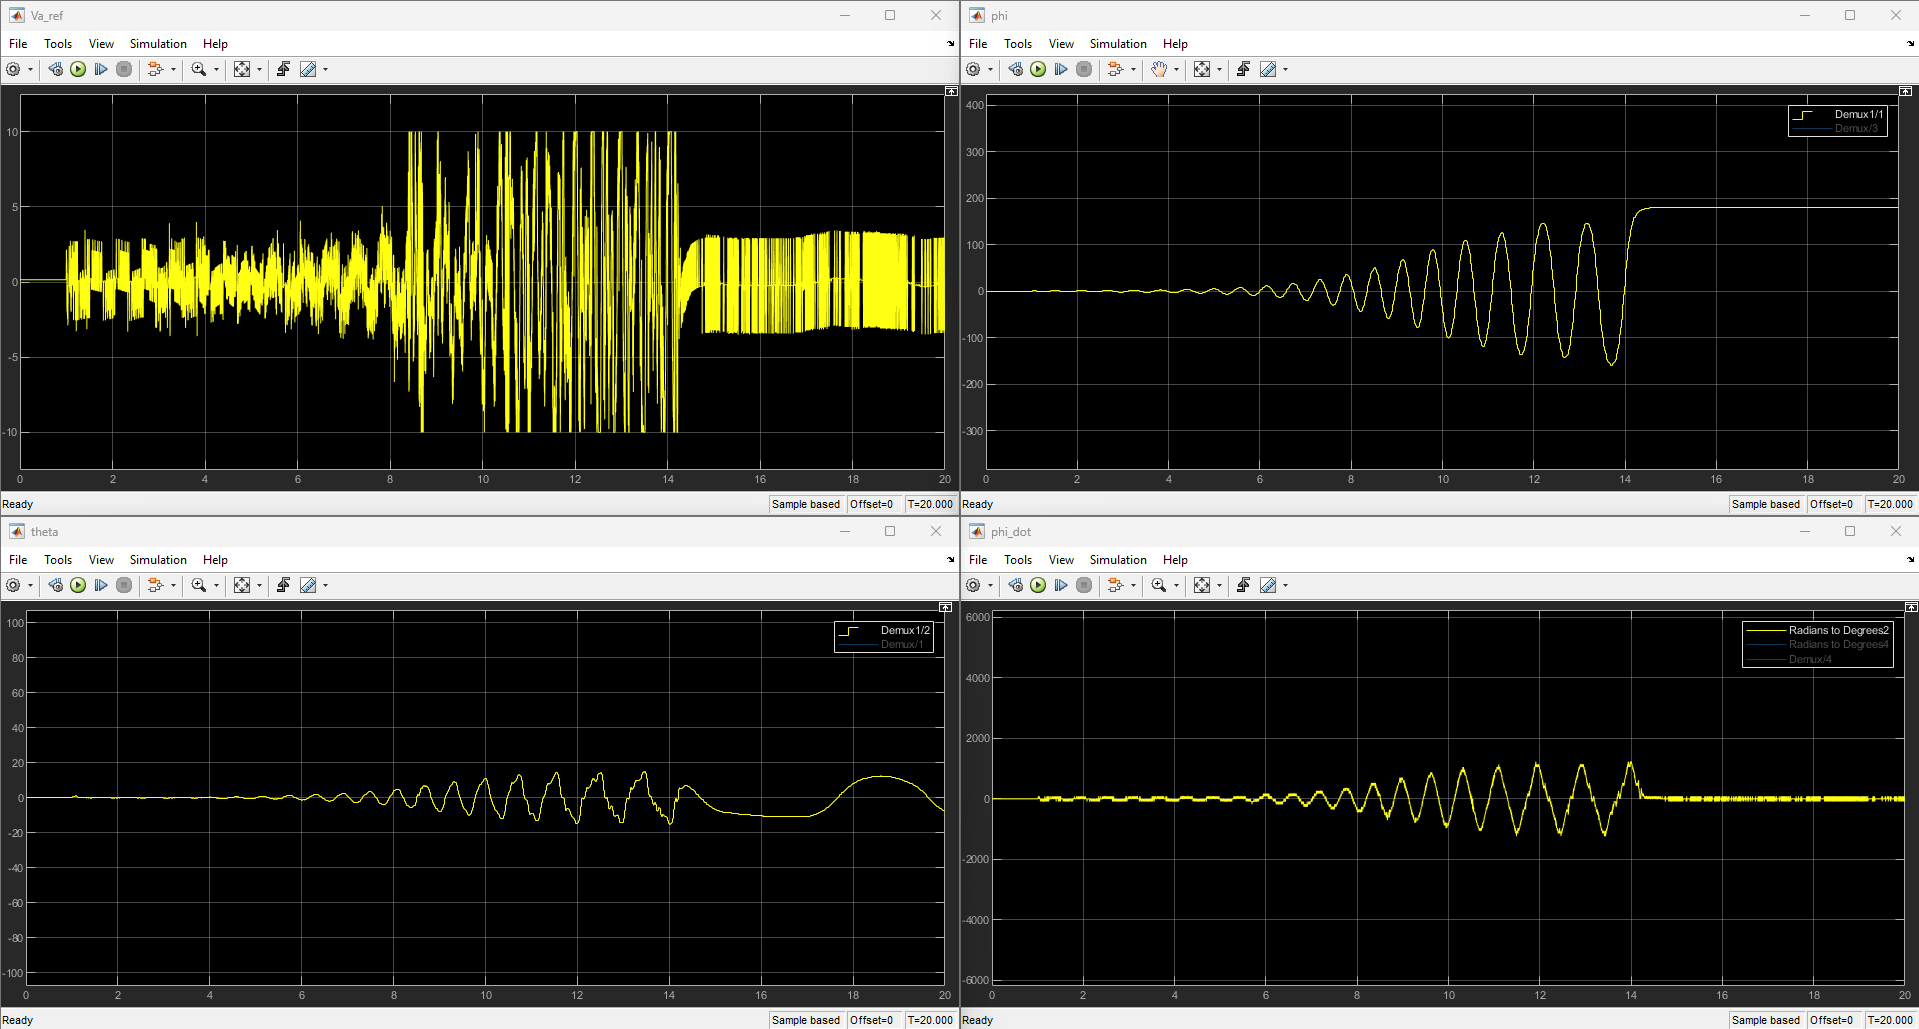 Va_ref
File Tools View Simulation Help
10
5
0
-5
-10
0 2 4 6 8 10 12 14 16 18 20
Ready Sample based Offset=0 T=20.000
phi
File Tools View Simulation Help
Demux1/1
Demux/3
400
300
200
100
0
-100
-200
-300
0 2 4 6 8 10 12 14 16 18 20
Ready Sample based Offset=0 T=20.000
theta
File Tools View Simulation Help
Demux1/2
Demux/1
100
80
60
40
20
0
-20
-40
-60
-80
-100
0 2 4 6 8 10 12 14 16 18 20
Ready Sample based Offset=0 T=20.000
phi_dot
File Tools View Simulation Help
Radians to Degrees2
Radians to Degrees4
Demux/4
6000
4000
2000
0
-2000
-4000
-6000
0 2 4 6 8 10 12 14 16 18 20
Ready Sample based Offset=0 T=20.000